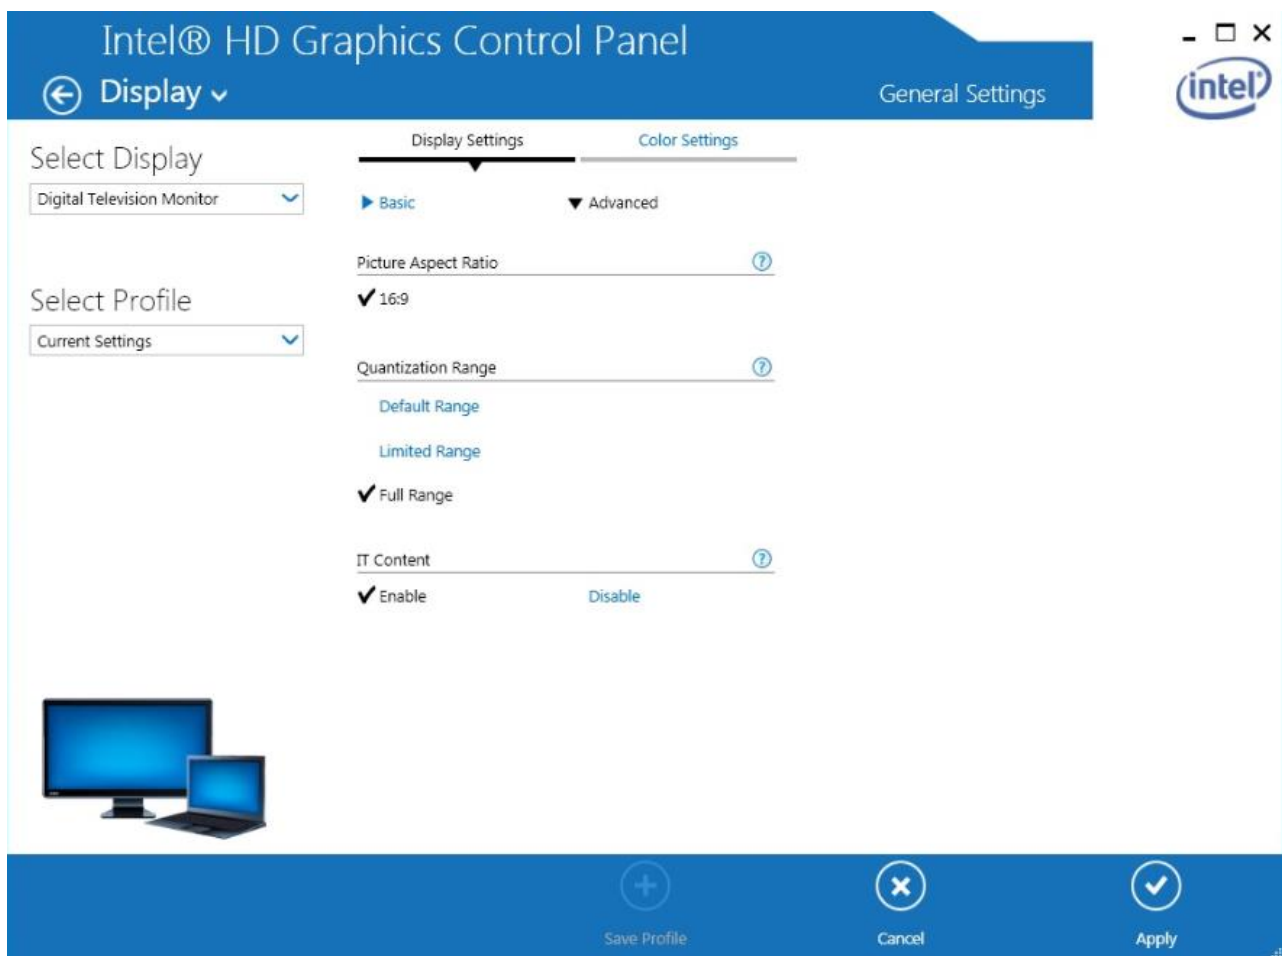 Intel® HD Graphics Control Panel
Display
General Settings
intel
Select Display
Digital Television Monitor
Select Profile
Current Settings
Display Settings
Color Settings
Basic
Advanced
Picture Aspect Ratio
?
16:9
Quantization Range
?
Default Range
Limited Range
Full Range
IT Content
?
Enable
Disable
Save Profile
Cancel
Apply